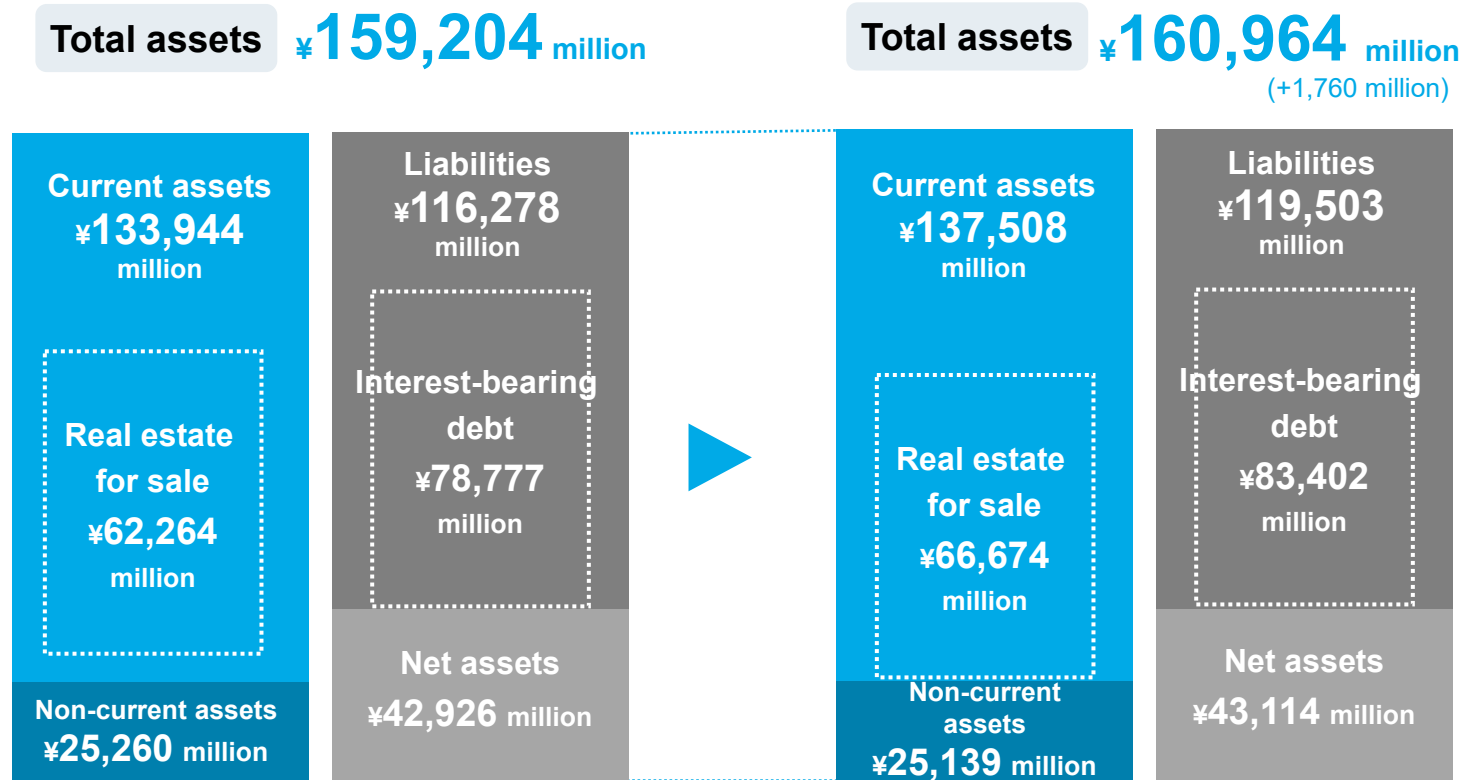 Total assets ¥159,204 million
Total assets ¥160,964 million
(+1,760 million)
Current assets
¥133,944
million
Real estate
for sale
¥62,264
million
Non-current assets
¥25,260 million
Liabilities
¥116,278
million
Interest-bearing
debt
¥78,777
million
Net assets
¥42,926 million
Current assets
¥137,508
million
Real estate
for sale
¥66,674
million
Non-current
assets
¥25,139 million
Liabilities
¥119,503
million
Interest-bearing
debt
¥83,402
million
Net assets
¥43,114 million